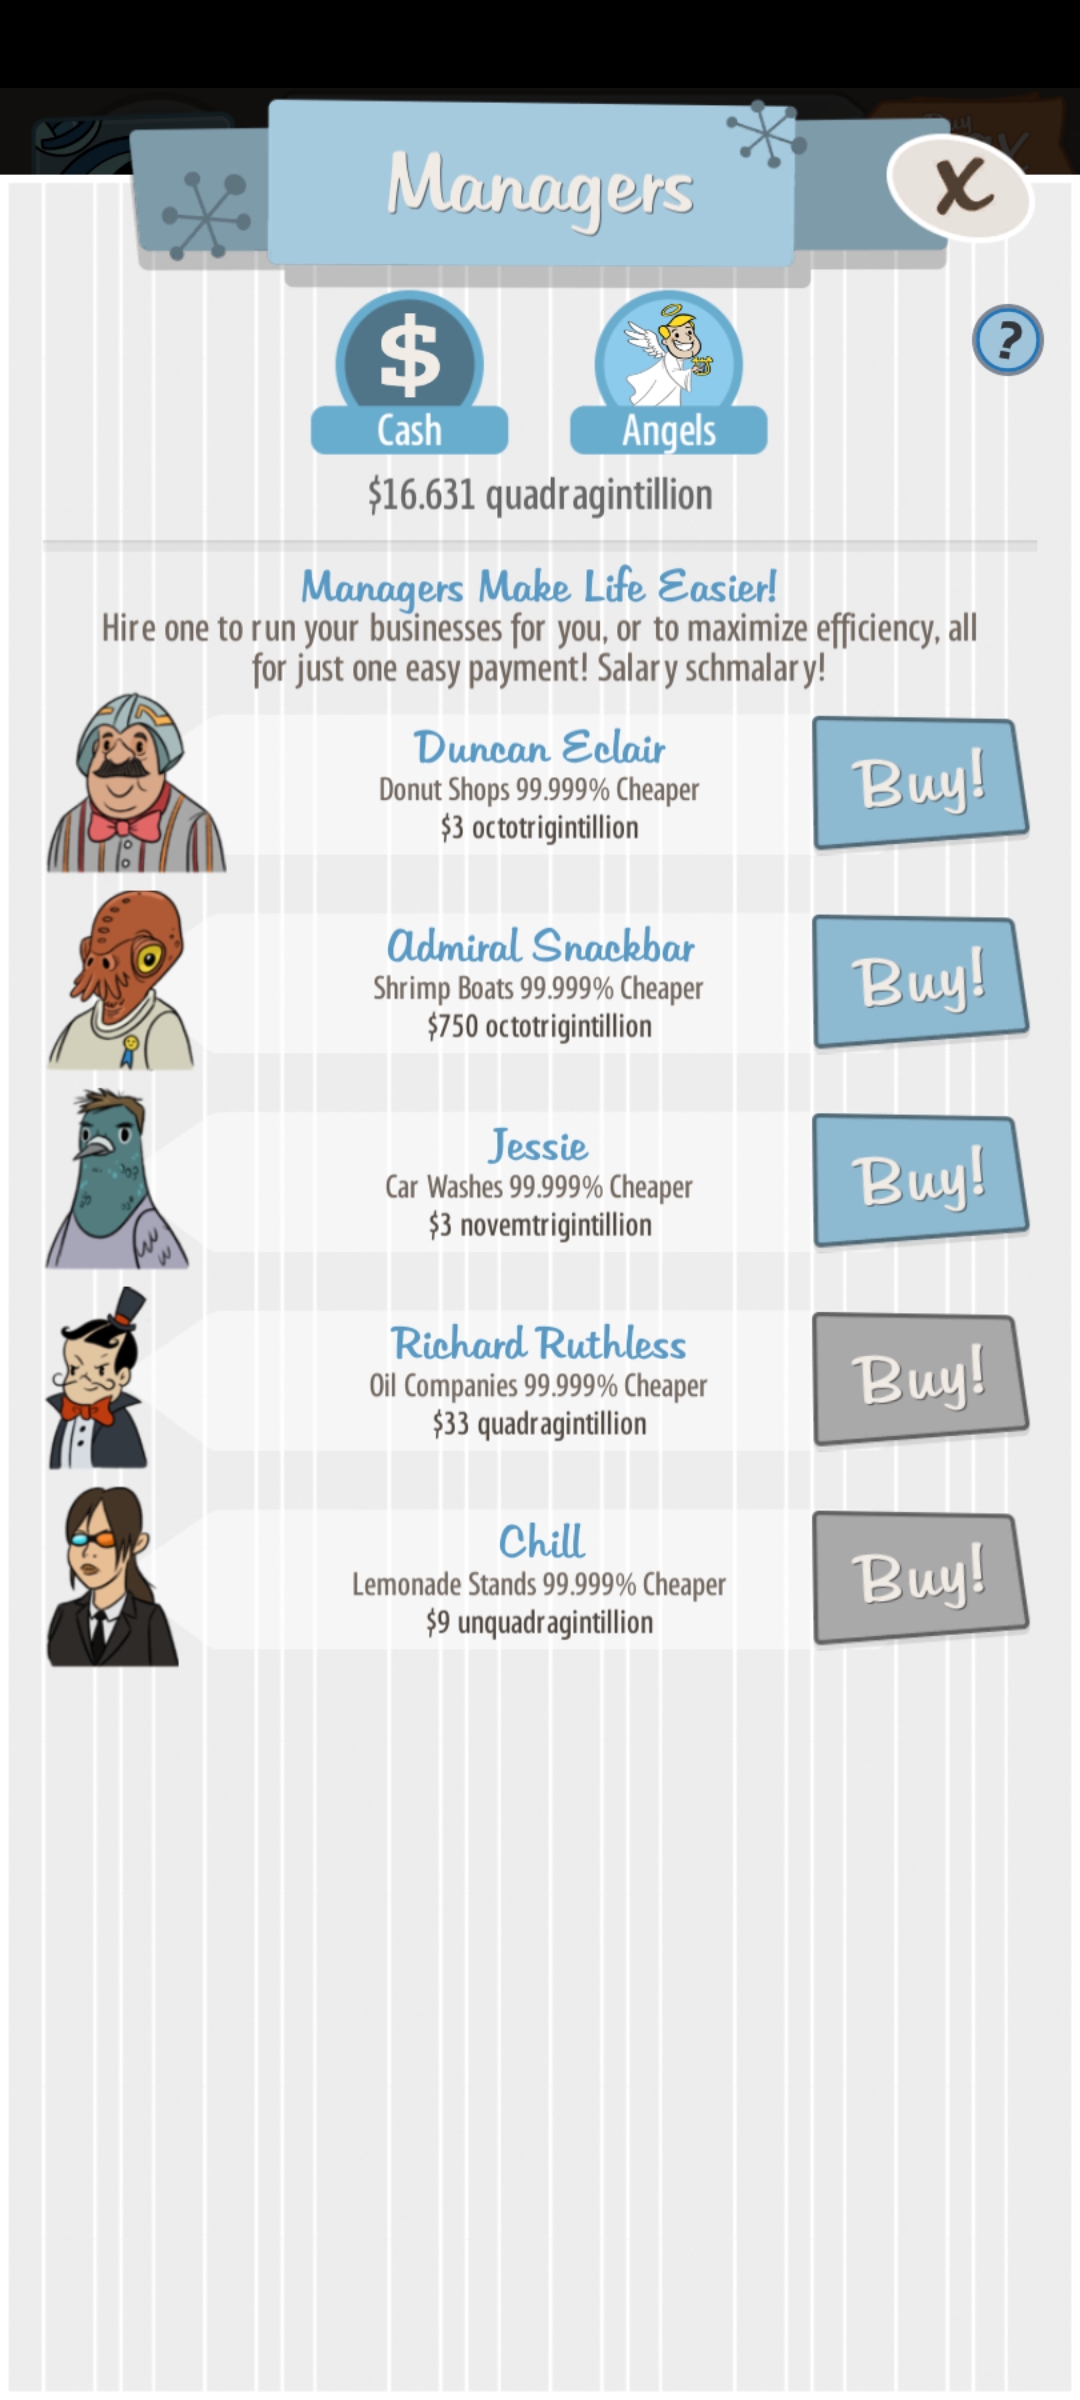 Managers
X
$
?
Cash
Angels
$16.631 quadragintillion
Managers Make Life Easier!
Hire one to run your businesses for you, or to maximize efficiency, all
for just one easy payment! Salary schmalary!
Duncan Eclair
Donut Shops 99.999% Cheaper
$3 octotrigintillion
Buy!
Admiral Snackbar
Shrimp Boats 99.999% Cheaper
$750 octotrigintillion
Buy!
Jessie
Car Washes 99.999% Cheaper
$3 novemtrigintillion
Buy!
Richard Ruthless
Oil Companies 99.999% Cheaper
$33 quadragintillion
Buy!
Chill
Lemonade Stands 99.999% Cheaper
$9 unquadragintillion
Buy!